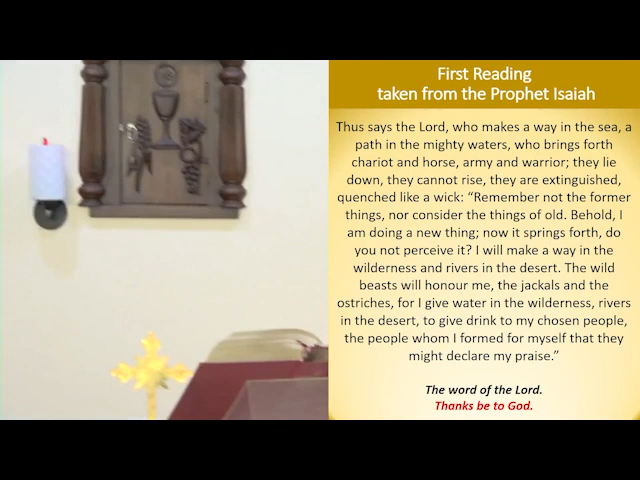 First Reading
taken from the Prophet Isaiah
Thus says the Lord, who makes a way in the sea, a
path in the mighty waters, who brings forth
chariot and horse, army and warrior; they lie
down, they cannot rise, they are extinguished,
quenched like a wick: “Remember not the former
things, nor consider the things of old. Behold, I
am doing a new thing; now it springs forth, do
you not perceive it? I will make a way in the
wilderness and rivers in the desert. The wild
beasts will honour me, the jackals and the
ostriches, for I give water in the wilderness, rivers
in the desert, to give drink to my chosen people,
the people whom I formed for myself that they
might declare my praise.”
The word of the Lord.
Thanks be to God.